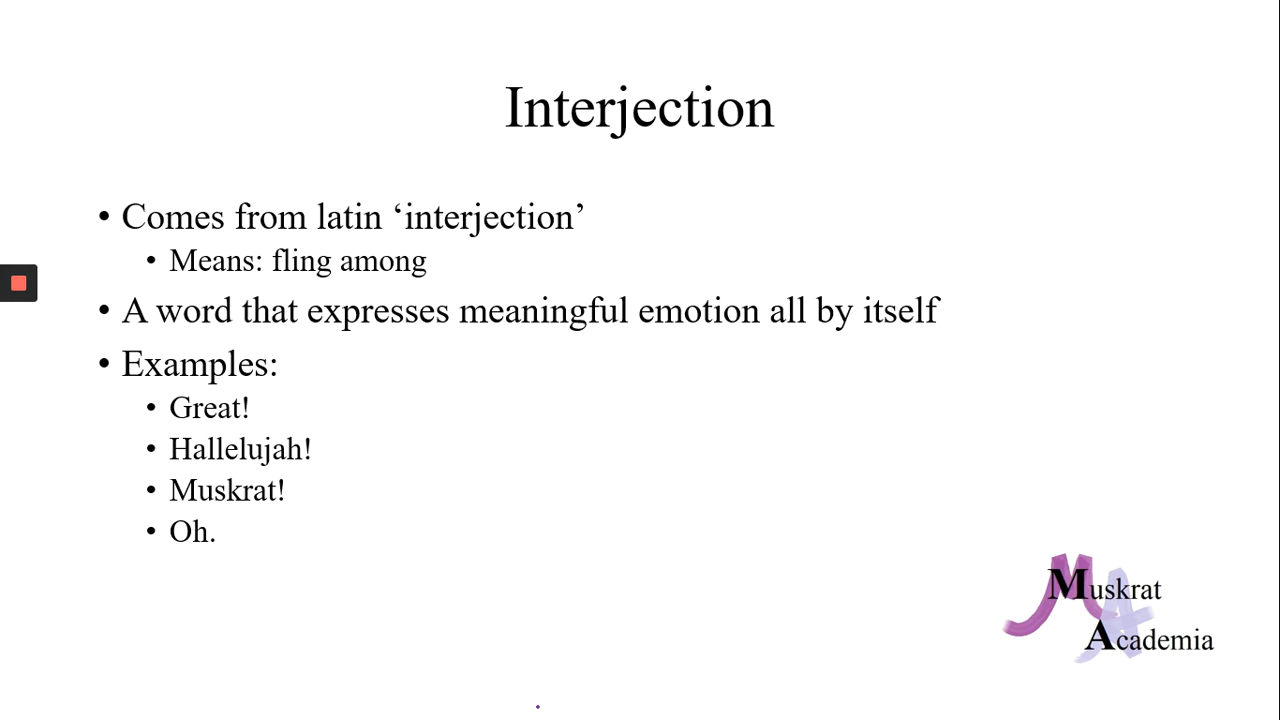 Interjection
• Comes from latin ‘interjection’
• Means: fling among
• A word that expresses meaningful emotion all by itself
• Examples:
• Great!
• Hallelujah!
• Muskrat!
• Oh.
Muskrat
Academia